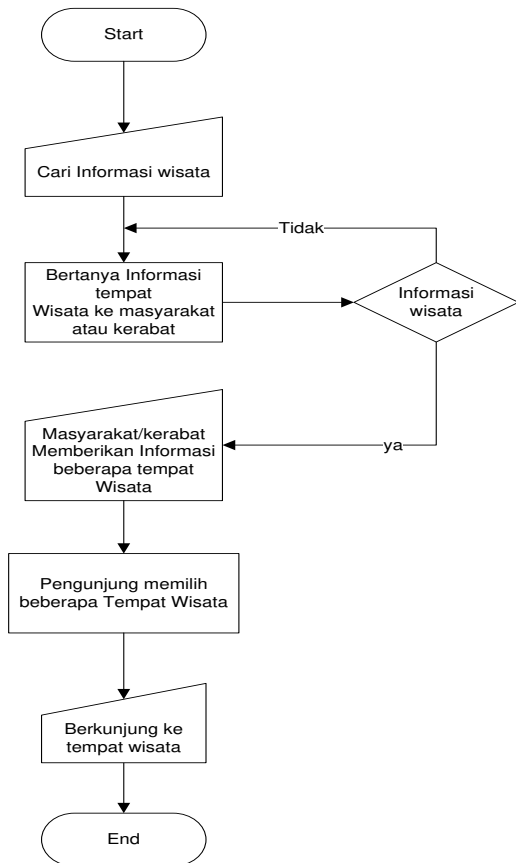 Start
Cari Informasi wisata
Tidak
Bertanya Informasi
tempat
Wisata ke masyarakat
atau kerabat
Informasi
wisata
Masyarakat/kerabat
Memberikan Informasi
beberapa tempat
Wisata
ya
Pengunjung memilih
beberapa Tempat Wisata
Berkunjung ke
tempat wisata
End